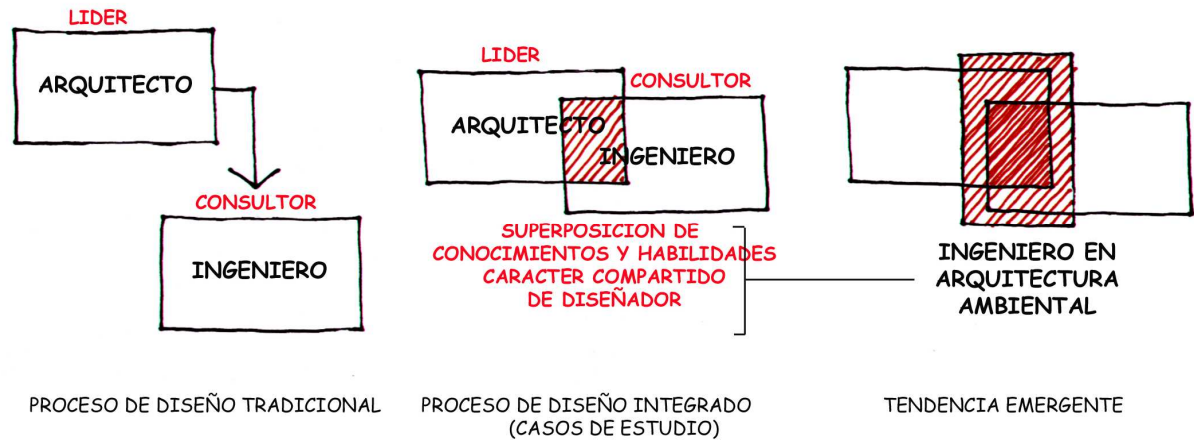 LIDER
ARQUITECTO
CONSULTOR
INGENIERO
PROCESO DE DISEÑO TRADICIONAL
LIDER
CONSULTOR
ARQUITECTO
INGENIERO
SUPERPOSICION DE
CONOCIMIENTOS Y HABILIDADES
CARACTER COMPARTIDO
DE DISEÑADOR
PROCESO DE DISEÑO INTEGRADO
(CASOS DE ESTUDIO)
INGENIERO EN
ARQUITECTURA
AMBIENTAL
TENDENCIA EMERGENTE